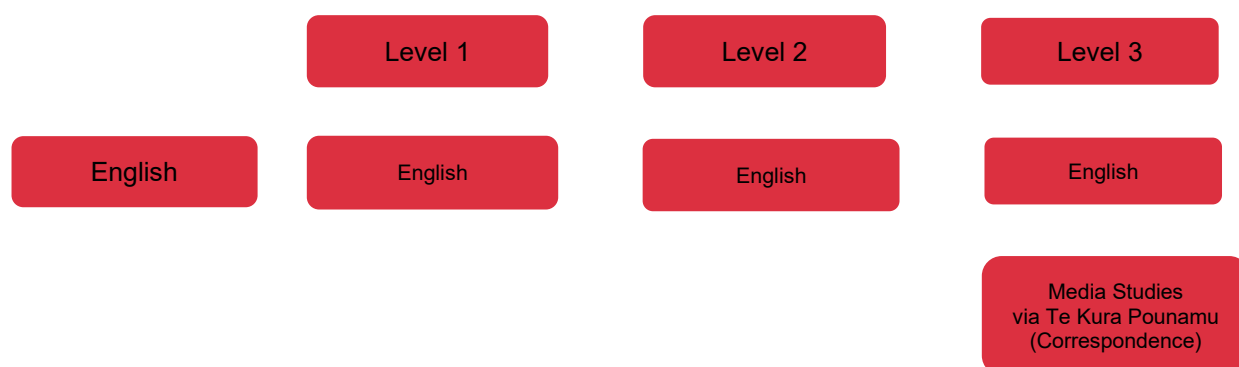 Level 1
Level 2
Level 3
English
English
English
English
Media Studies
via Te Kura Pounamu
(Correspondence)